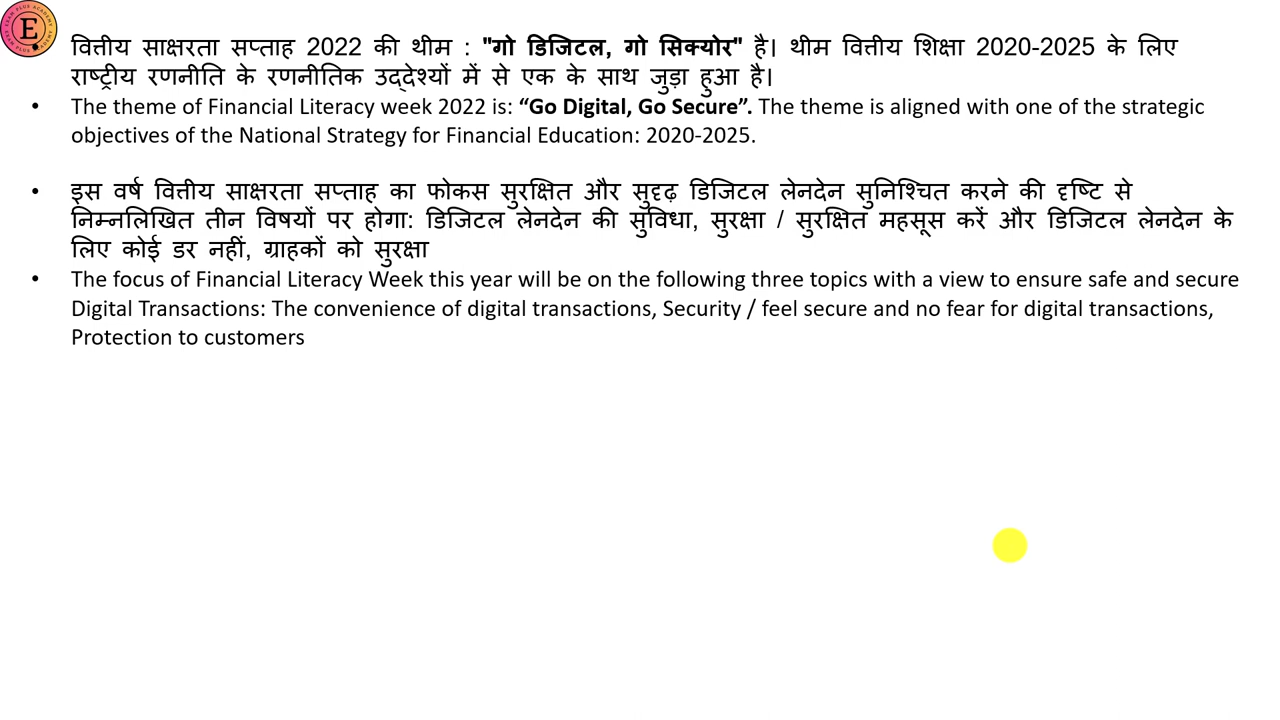 E
EXAM PLUS ACADEMY
वित्तीय साक्षरता सप्ताह 2022 की थीम : "गो डिजिटल, गो सिक्योर" है। थीम वित्तीय शिक्षा 2020-2025 के लिए
राष्ट्रीय रणनीति के रणनीतिक उद्देश्यों में से एक के साथ जुड़ा हुआ है।
• The theme of Financial Literacy week 2022 is: “Go Digital, Go Secure”. The theme is aligned with one of the strategic
objectives of the National Strategy for Financial Education: 2020-2025.
• इस वर्ष वित्तीय साक्षरता सप्ताह का फोकस सुरक्षित और सुदृढ़ डिजिटल लेनदेन सुनिश्चित करने की दृष्टि से
निम्नलिखित तीन विषयों पर होगा: डिजिटल लेनदेन की सुविधा, सुरक्षा / सुरक्षित महसूस करें और डिजिटल लेनदेन के
लिए कोई डर नहीं, ग्राहकों को सुरक्षा
• The focus of Financial Literacy Week this year will be on the following three topics with a view to ensure safe and secure
Digital Transactions: The convenience of digital transactions, Security / feel secure and no fear for digital transactions,
Protection to customers